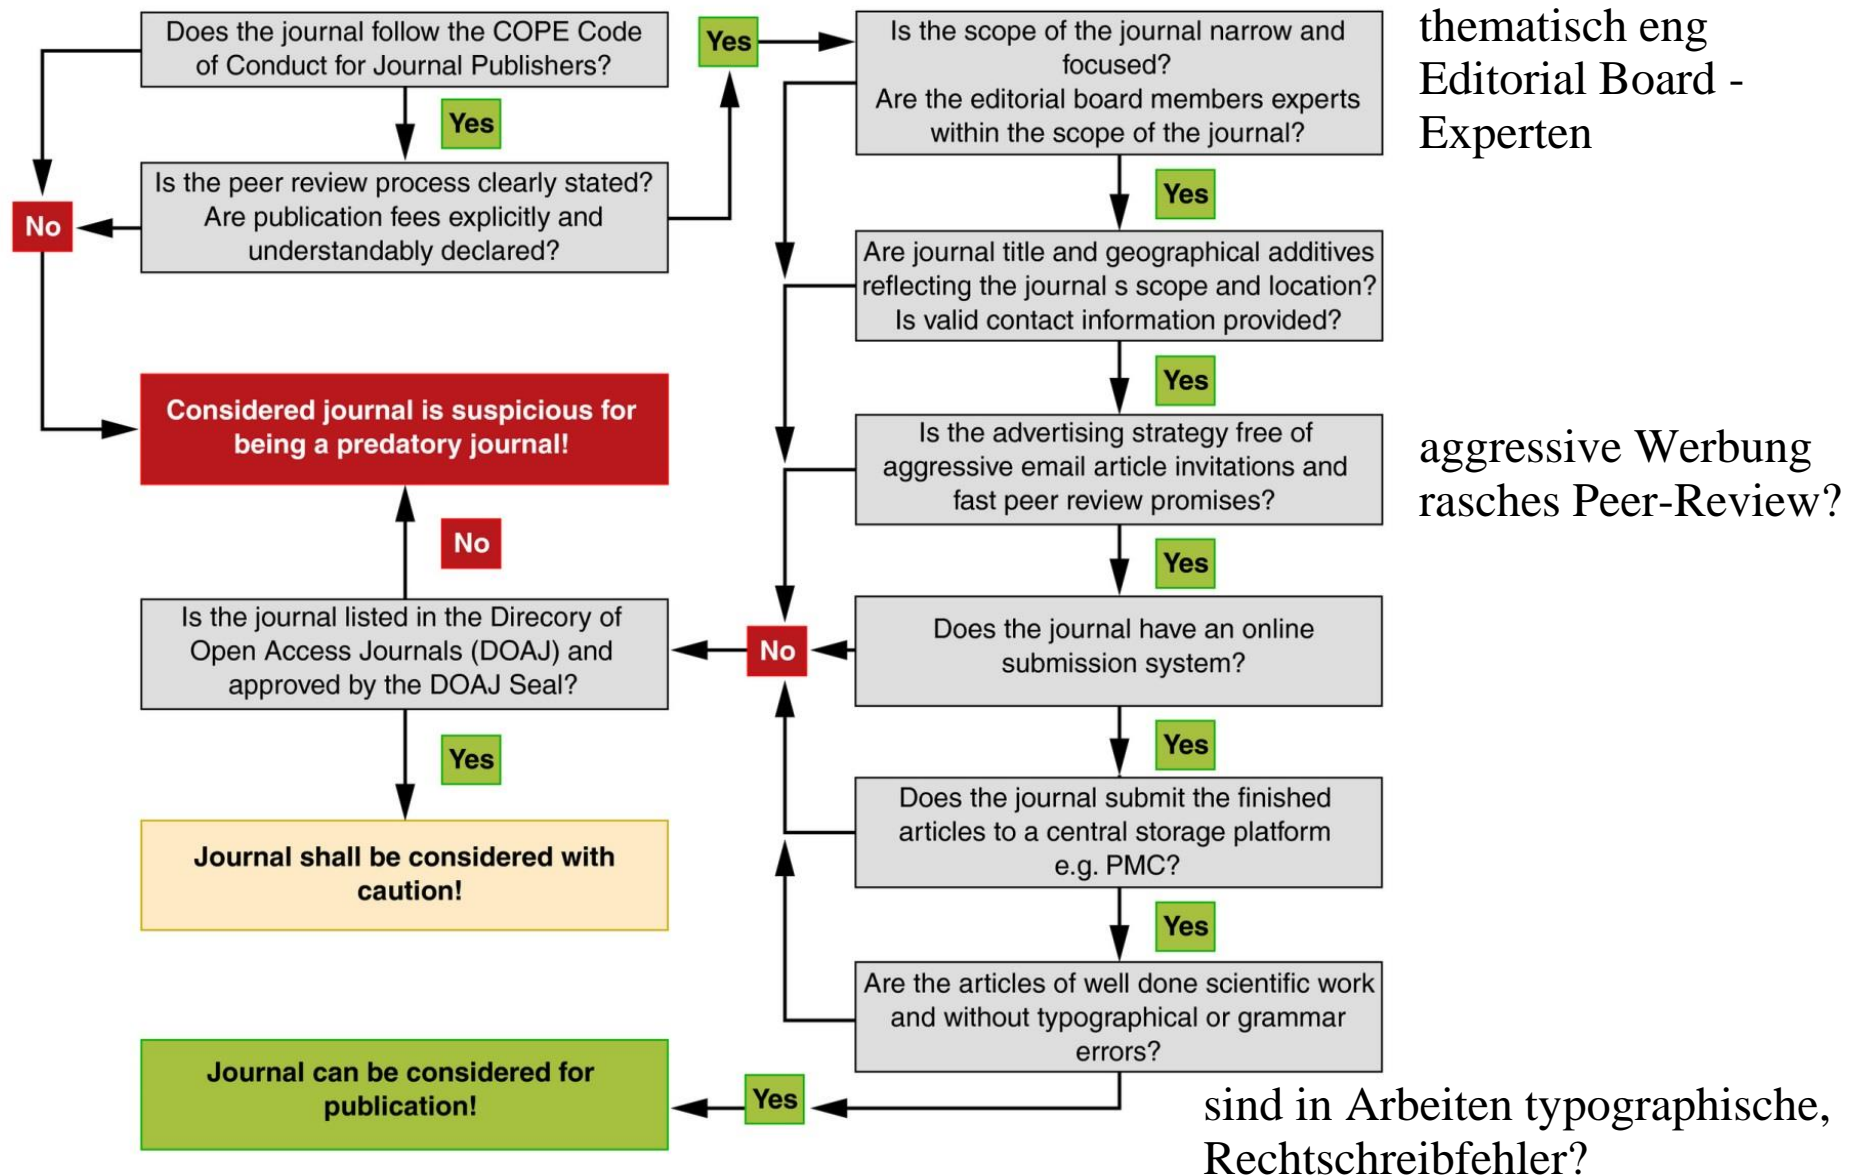 Does the journal follow the COPE Code
of Conduct for Journal Publishers?
Yes
Is the peer review process clearly stated?
Are publication fees explicitly and
understandably declared?
No
Yes
Is the scope of the journal narrow and
focused?
Are the editorial board members experts
within the scope of the journal?
thematisch eng
Editorial Board -
Experten
Yes
Are journal title and geographical additives
reflecting the journal s scope and location?
Is valid contact information provided?
Yes
Considered journal is suspicious for
being a predatory journal!
Is the advertising strategy free of
aggressive email article invitations and
fast peer review promises?
aggressive Werbung
rasches Peer-Review?
No
Yes
Is the journal listed in the Direcory of
Open Access Journals (DOAJ) and
approved by the DOAJ Seal?
No
Does the journal have an online
submission system?
Yes
Yes
Journal shall be considered with
caution!
Does the journal submit the finished
articles to a central storage platform
e.g. PMC?
Yes
Are the articles of well done scientific work
and without typographical or grammar
errors?
Journal can be considered for
publication!
Yes
sind in Arbeiten typographische,
Rechtschreibfehler?